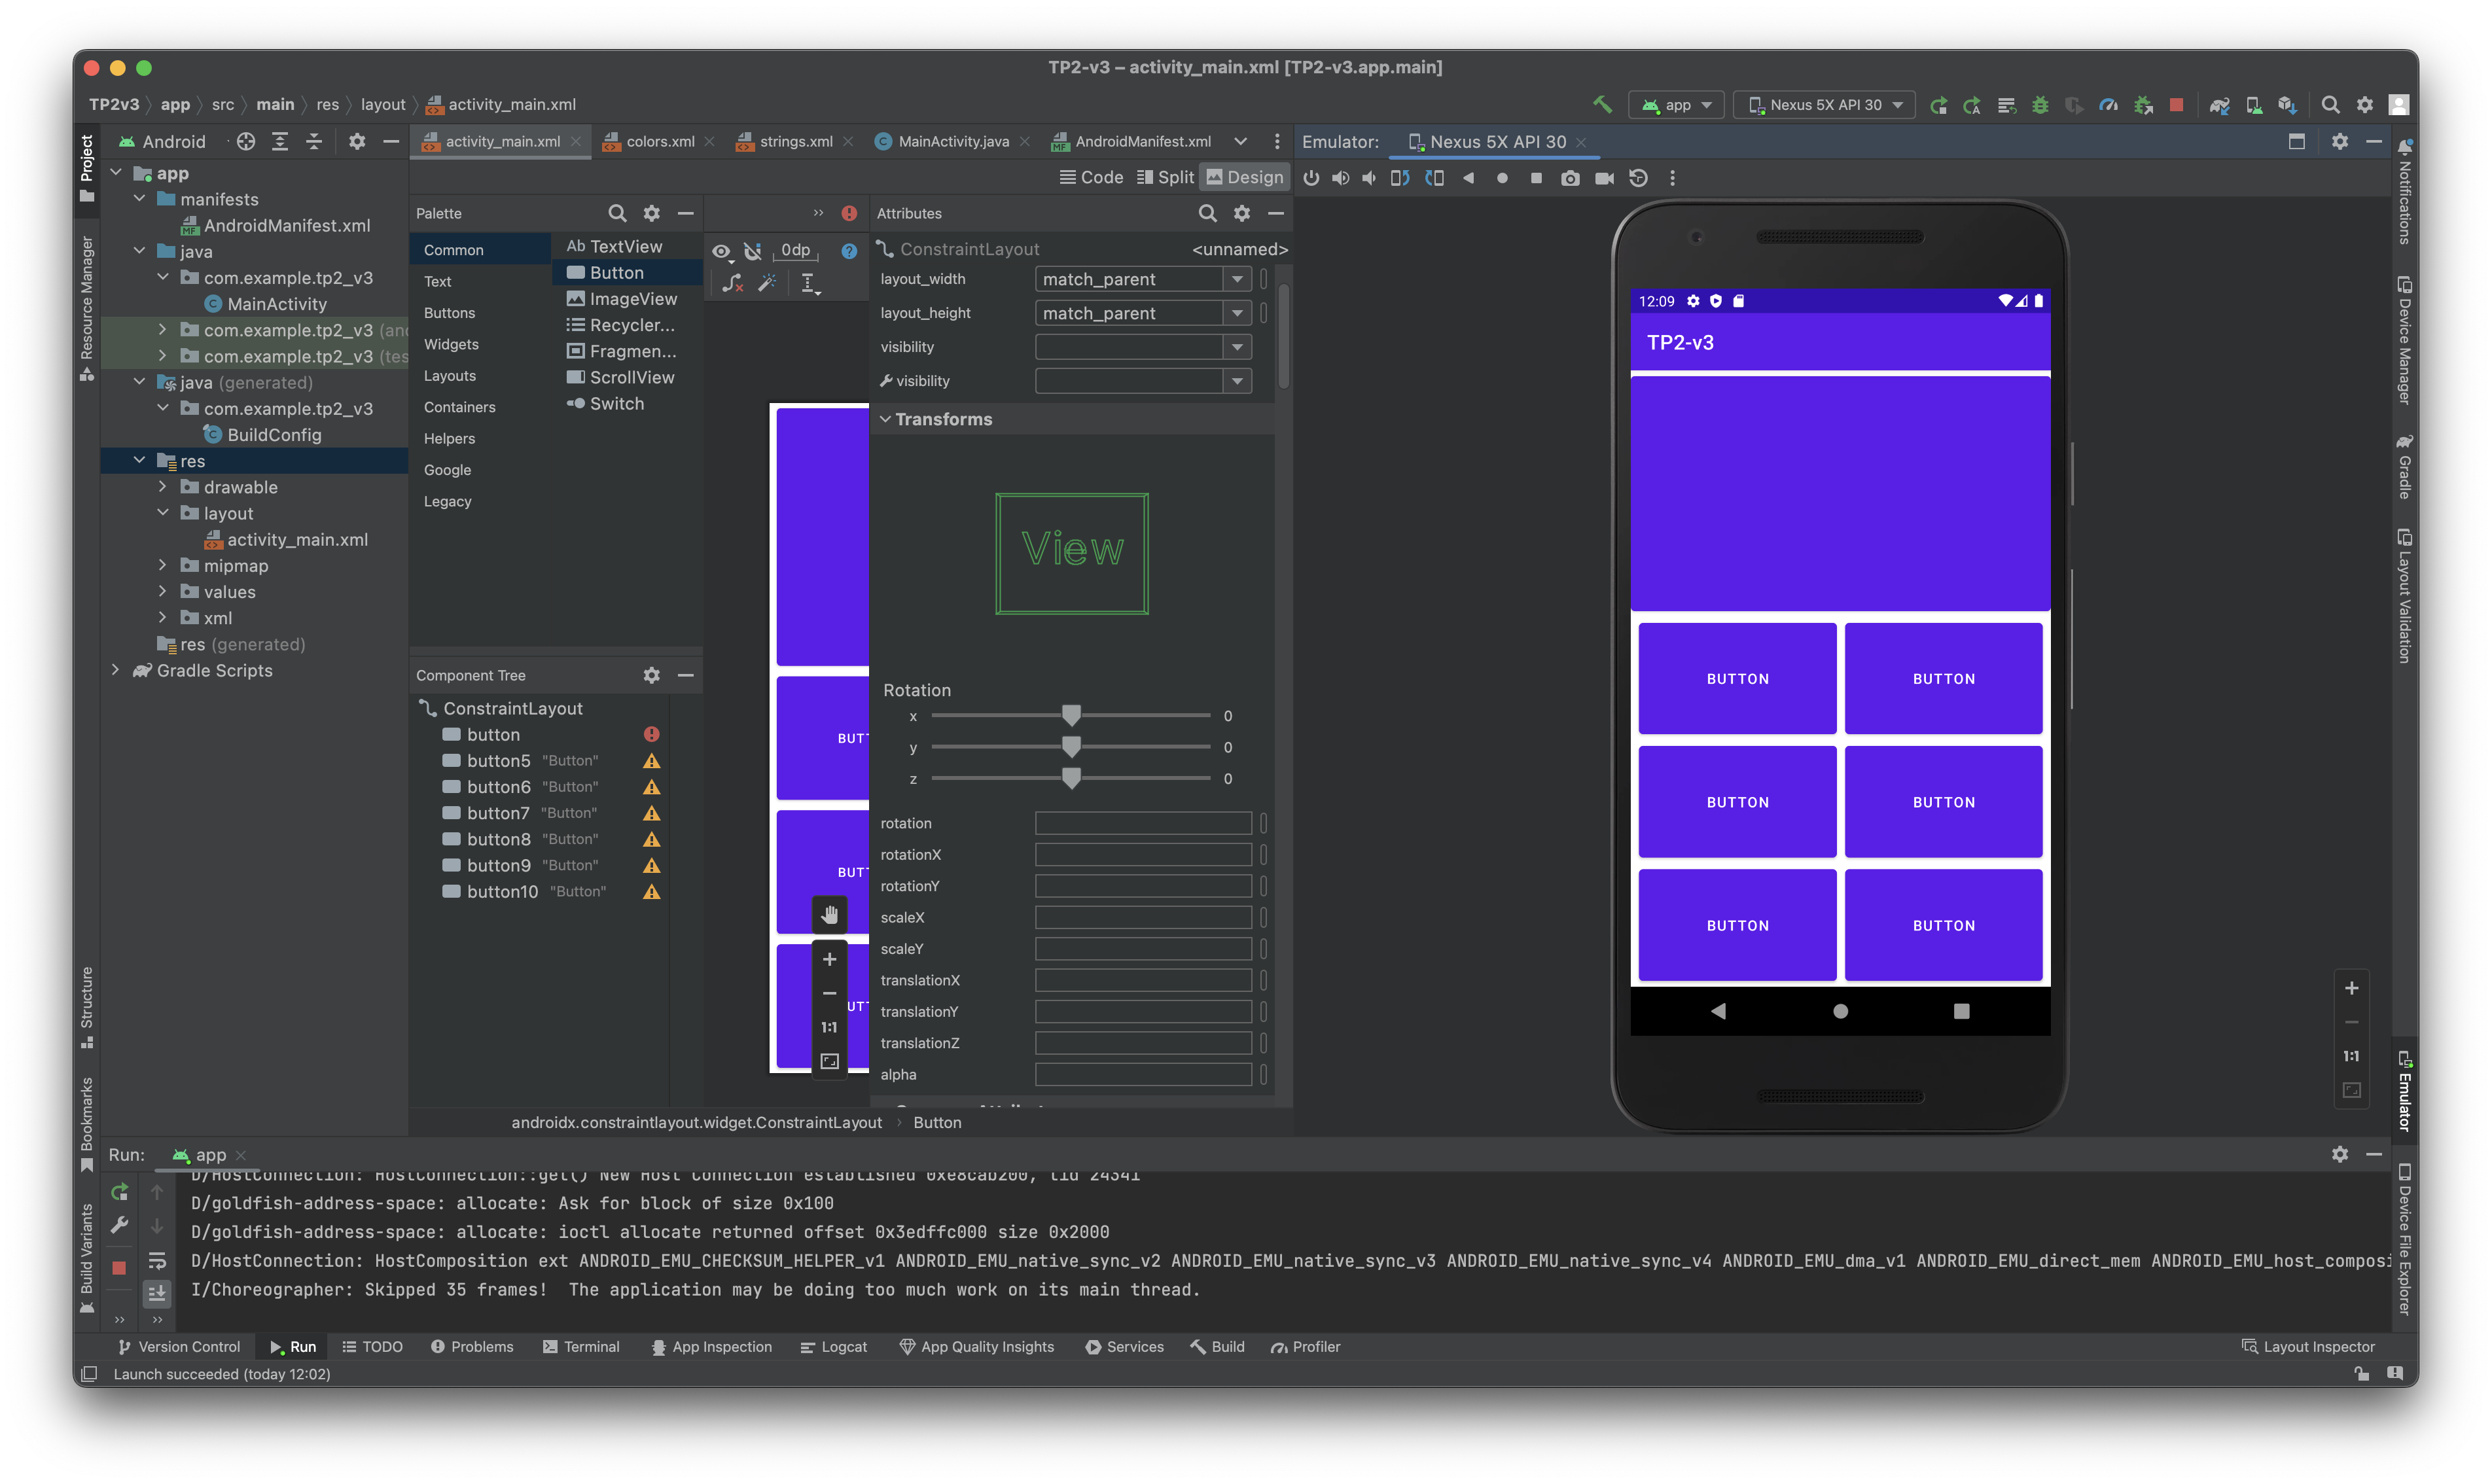 TP2-v3 – activity_main.xml [TP2-v3.app.main]
TP2v3 app src main res layout activity_main.xml
app Nexus 5X API 30
Android
activity_main.xml colors.xml strings.xml MainActivity.java AndroidManifest.xml
Emulator: Nexus 5X API 30
Code Split Design
Project
Resource Manager
Structure
Bookmarks
Build Variants
app
manifests
AndroidManifest.xml
java
com.example.tp2_v3
MainActivity
com.example.tp2_v3 (and
com.example.tp2_v3 (tes
java (generated)
com.example.tp2_v3
BuildConfig
res
drawable
layout
activity_main.xml
mipmap
values
xml
res (generated)
Gradle Scripts
Palette
Common
Text
Buttons
Widgets
Layouts
Containers
Helpers
Google
Legacy
Ab TextView
Button
ImageView
Recycler...
Fragmen...
ScrollView
Switch
Component Tree
ConstraintLayout
button
button5 "Button"
button6 "Button"
button7 "Button"
button8 "Button"
button9 "Button"
button10 "Button"
0dp
BUTT
BUTT
UTT
1:1
Attributes
ConstraintLayout <unnamed>
layout_width match_parent
layout_height match_parent
visibility
visibility
Transforms
View
Rotation
x 0
y 0
z 0
rotation
rotationX
rotationY
scaleX
scaleY
translationX
translationY
translationZ
alpha
androidx.constraintlayout.widget.ConstraintLayout Button
12:09
TP2-v3
BUTTON BUTTON
BUTTON BUTTON
BUTTON BUTTON
1:1
Notifications
Device Manager
Gradle
Layout Validation
Emulator
Device File Explorer
Run: app
D/HostConnection: HostConnection::get() New Host Connection established 0xe8cab200, tid 24341
D/goldfish-address-space: allocate: Ask for block of size 0x100
D/goldfish-address-space: allocate: ioctl allocate returned offset 0x3edffc000 size 0x2000
D/HostConnection: HostComposition ext ANDROID_EMU_CHECKSUM_HELPER_v1 ANDROID_EMU_native_sync_v2 ANDROID_EMU_native_sync_v3 ANDROID_EMU_native_sync_v4 ANDROID_EMU_dma_v1 ANDROID_EMU_direct_mem ANDROID_EMU_host_composi
I/Choreographer: Skipped 35 frames! The application may be doing too much work on its main thread.
Version Control Run TODO Problems Terminal App Inspection Logcat App Quality Insights Services Build Profiler Layout Inspector
Launch succeeded (today 12:02)